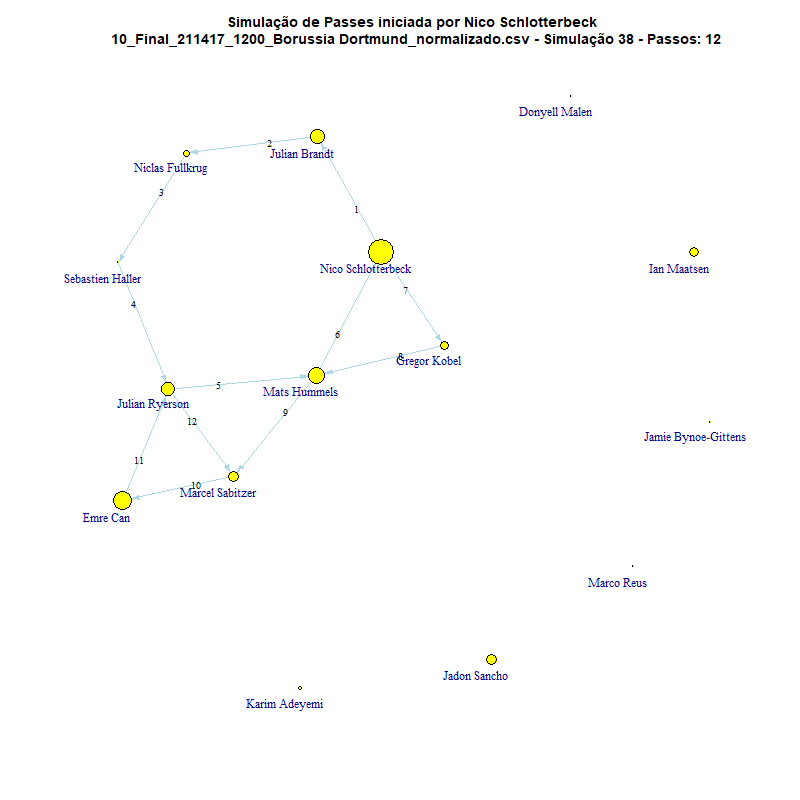 Simulação de Passes iniciada por Nico Schlotterbeck
10_Final_211417_1200_Borussia Dortmund_normalizado.csv - Simulação 38 - Passos: 12
Donyell Malen
2
Julian Brandt
Niclas Fullkrug
3
1
Nico Schlotterbeck
Ian Maatsen
Sebastien Haller
7
4
6
8
Gregor Kobel
5
Mats Hummels
Julian Ryerson
9
12
Jamie Bynoe-Gittens
11
10
Marcel Sabitzer
Emre Can
Marco Reus
Jadon Sancho
Karim Adeyemi